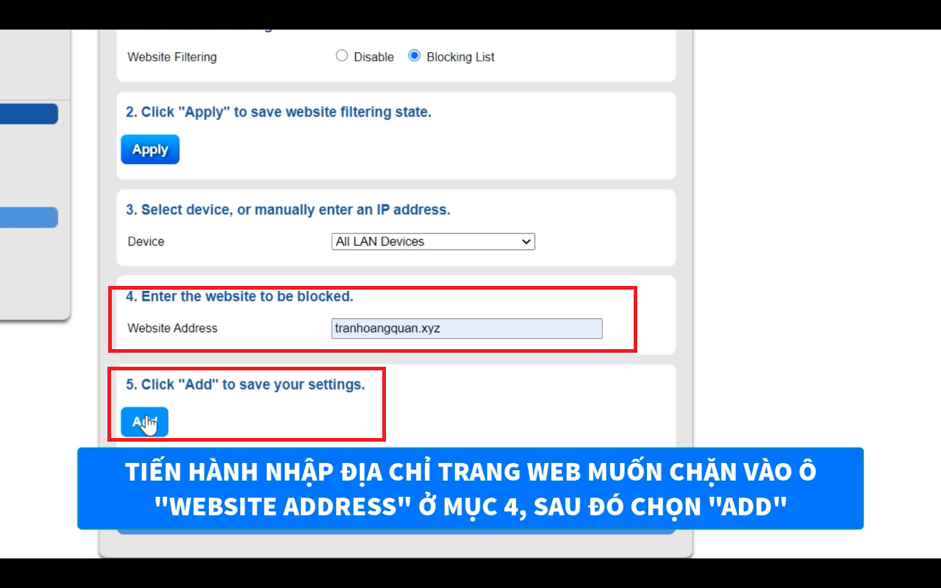 Website Filtering Disable Blocking List
2. Click "Apply" to save website filtering state.
Apply
3. Select device, or manually enter an IP address.
Device All LAN Devices
4. Enter the website to be blocked.
Website Address tranhoangquan.xyz
5. Click "Add" to save your settings.
Add
TIẾN HÀNH NHẬP ĐỊA CHỈ TRANG WEB MUỐN CHẶN VÀO Ô
"WEBSITE ADDRESS" Ở MỤC 4, SAU ĐÓ CHỌN "ADD"